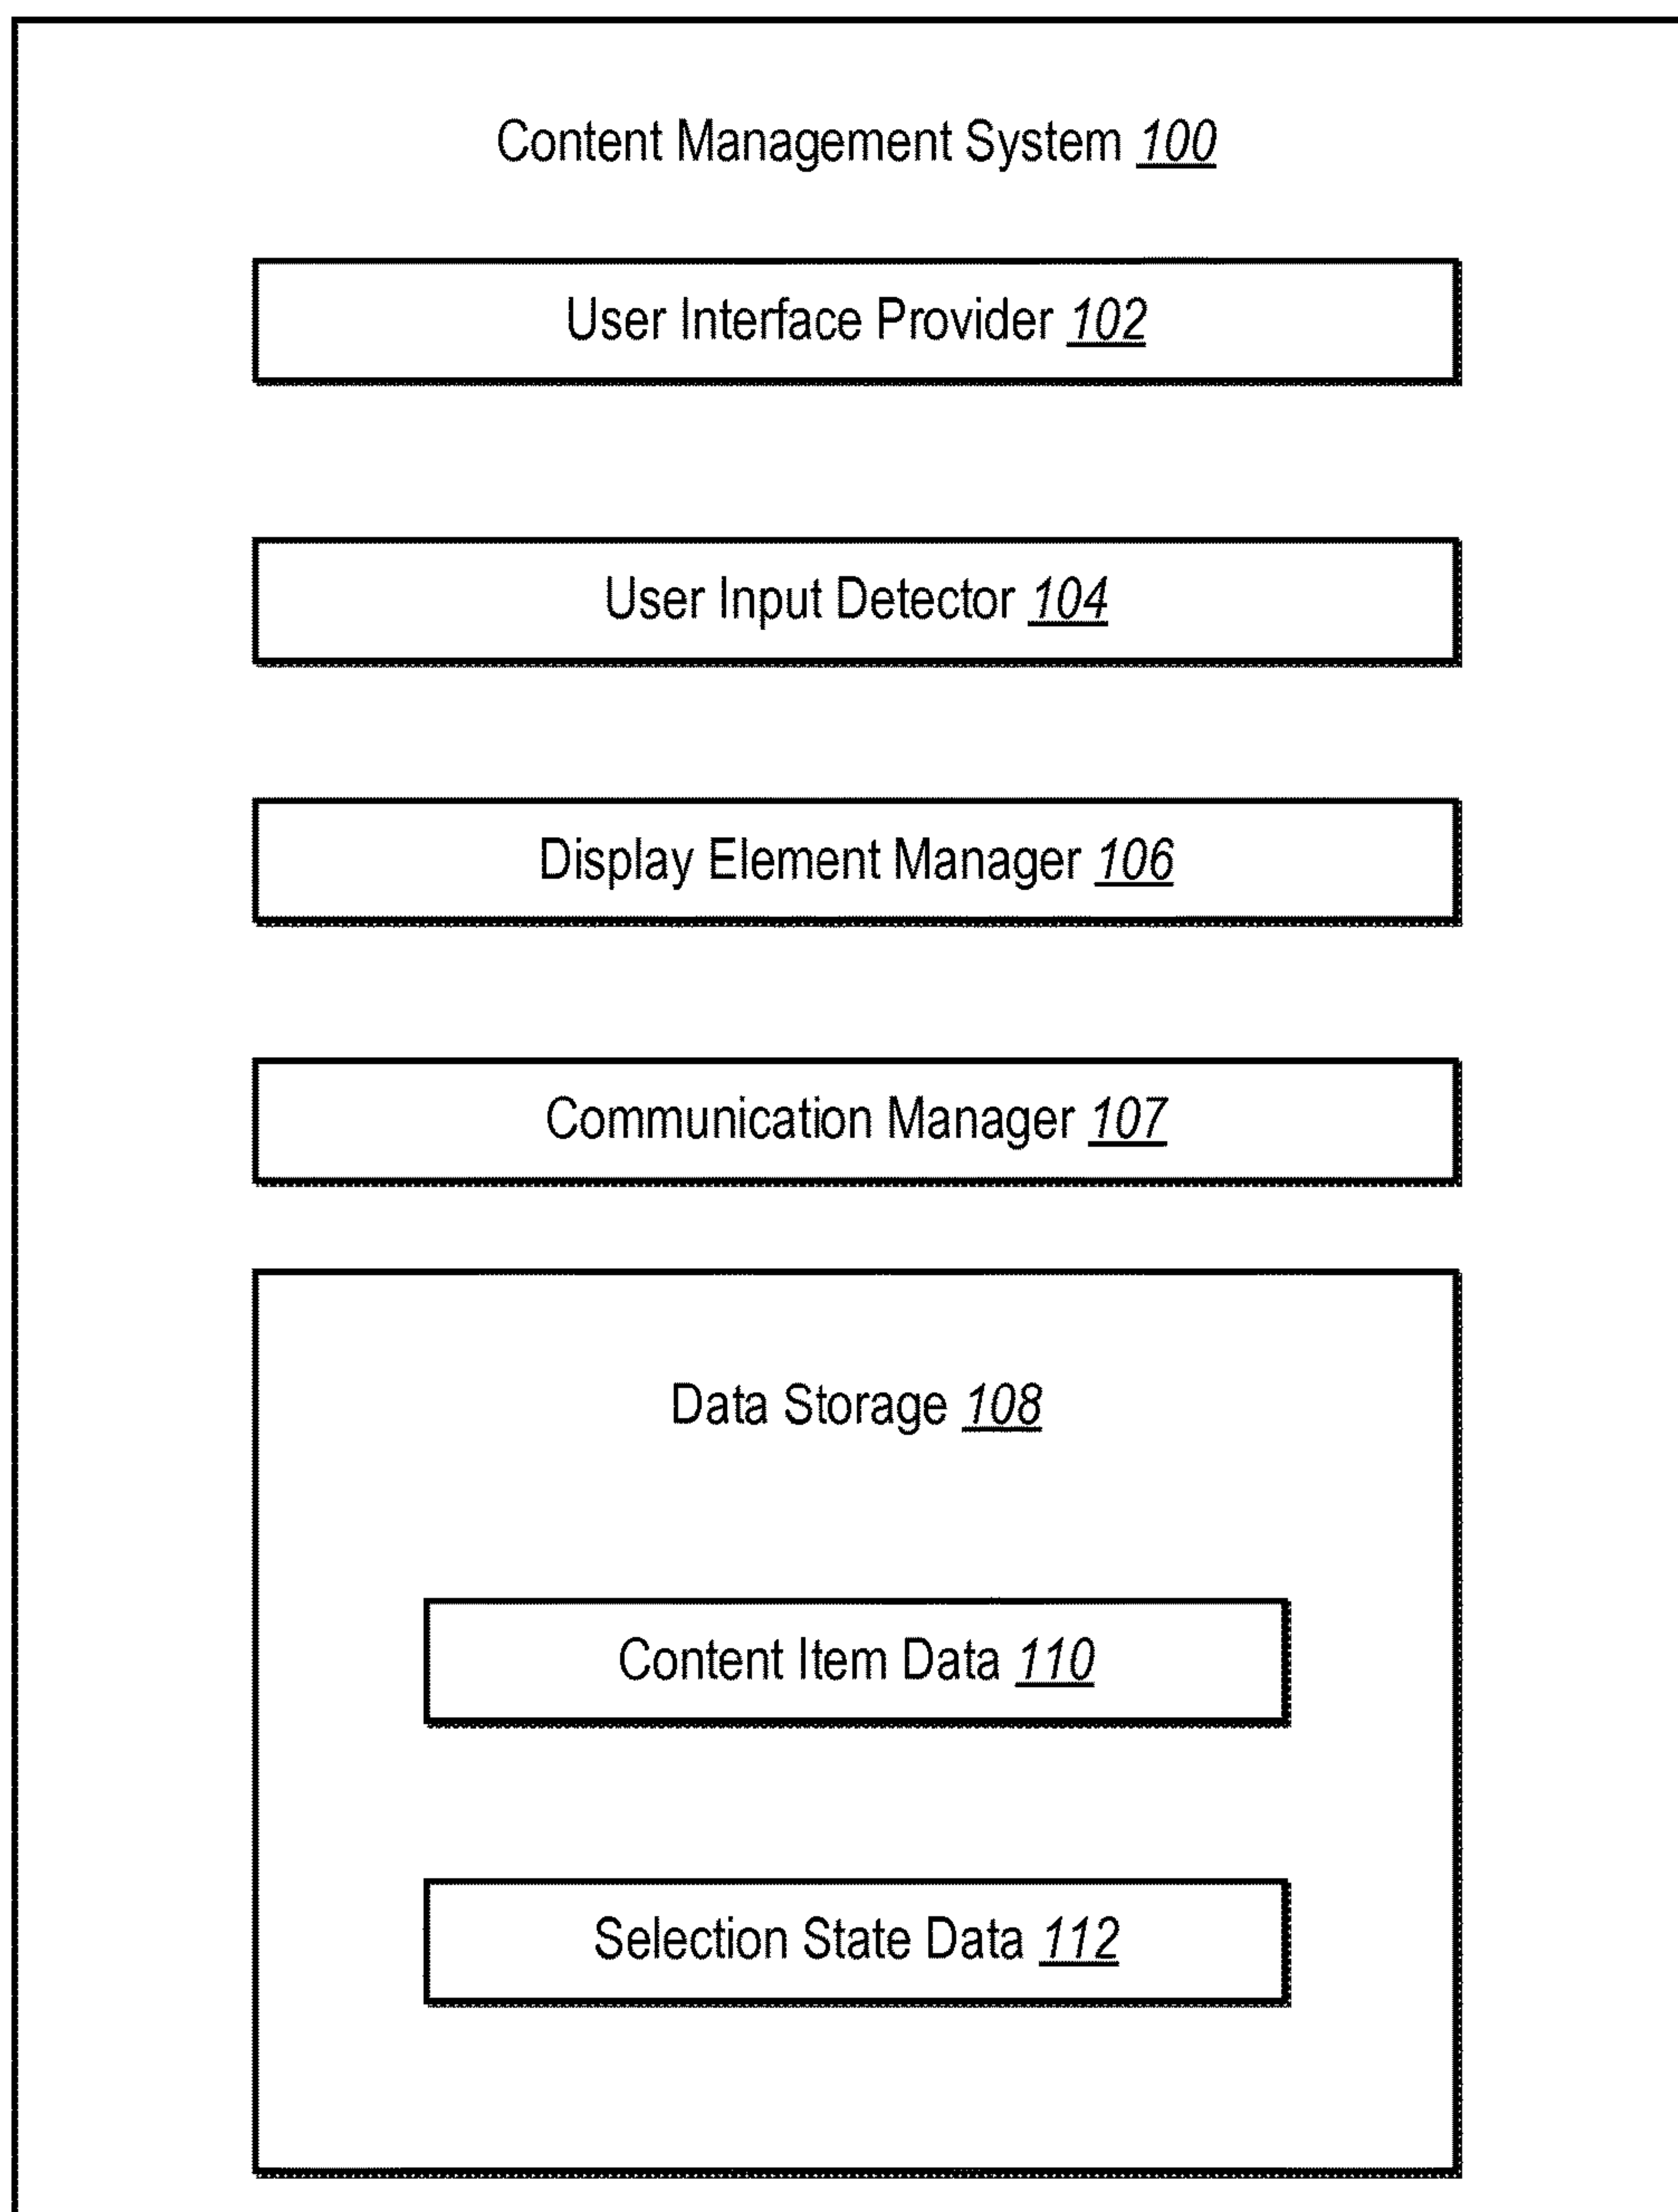 Content Management System 100
User Interface Provider 102
User Input Detector 104
Display Element Manager 106
Communication Manager 107
Data Storage 108
Content Item Data 110
Selection State Data 112